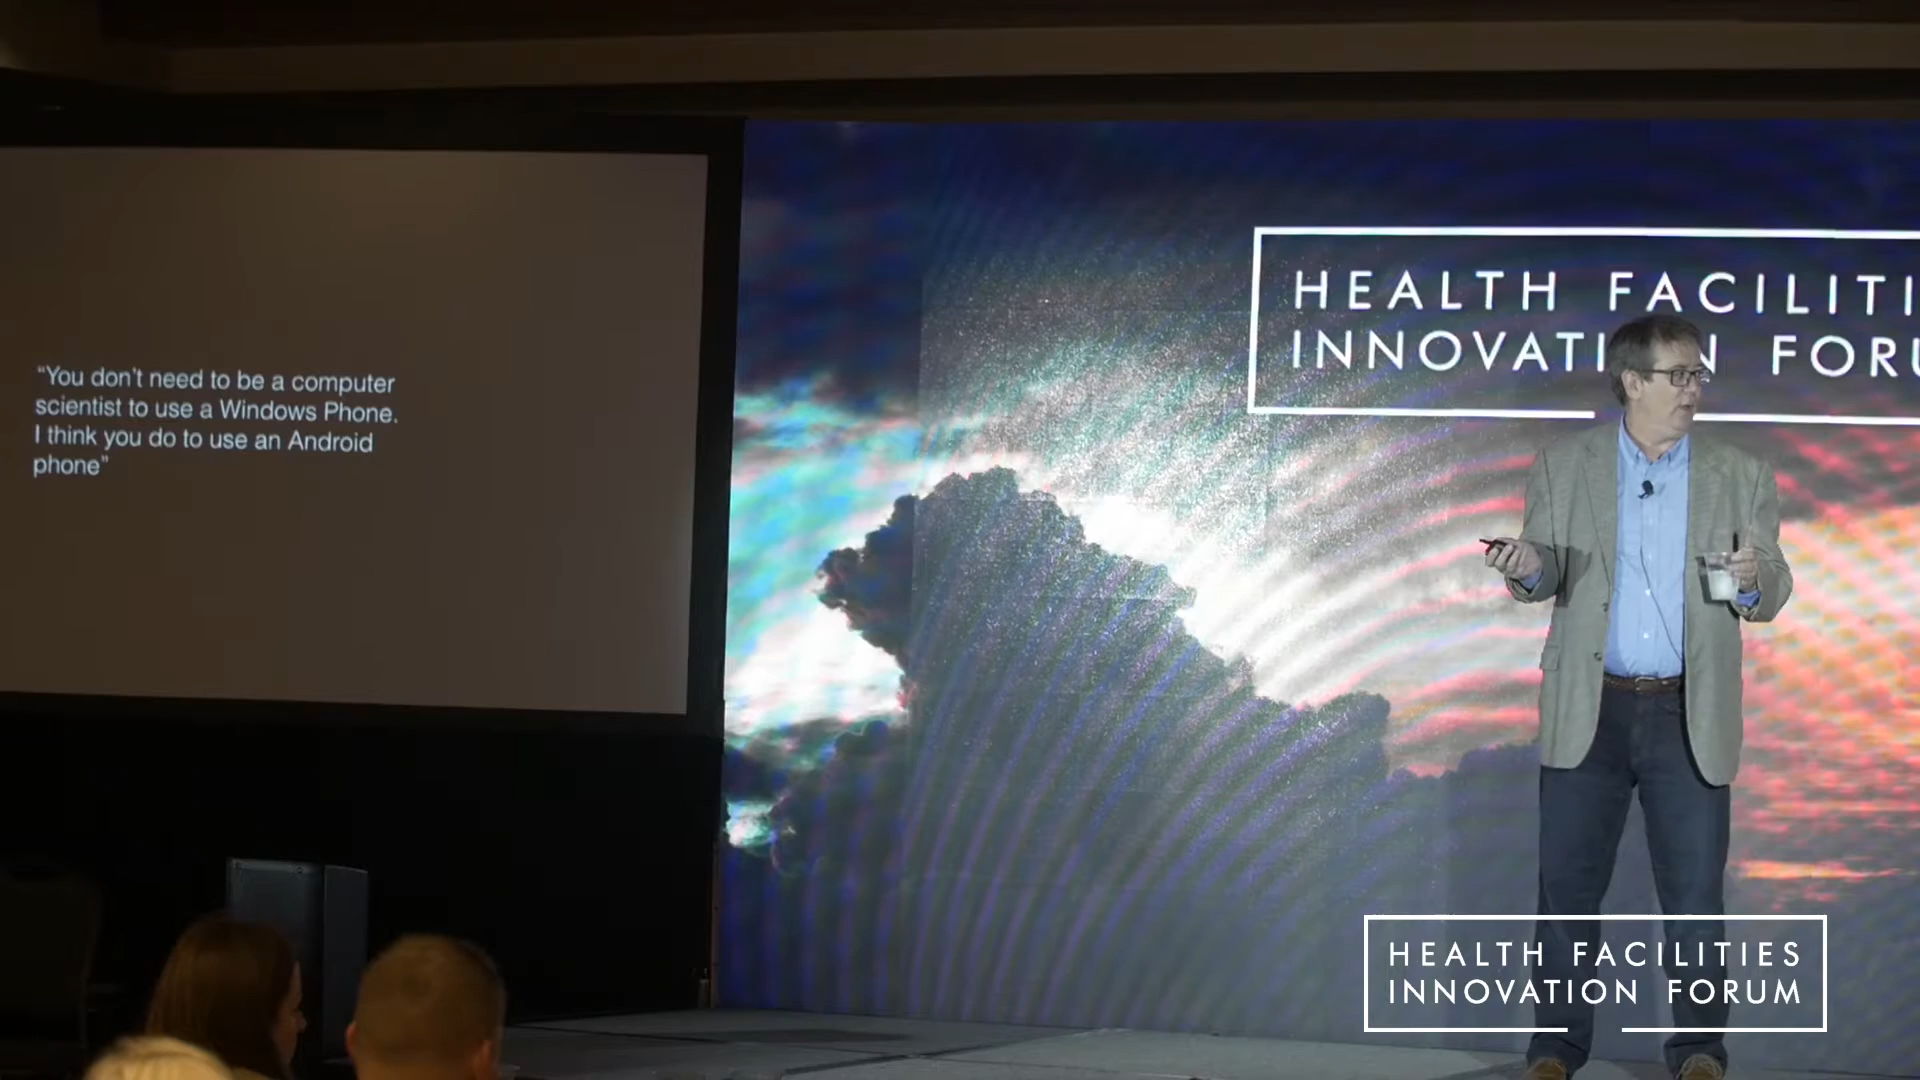 “You don't need to be a computer
scientist to use a Windows Phone.
I think you do to use an Android
phone”
HEALTH FACILITI
INNOVATI N FORU
HEALTH FACILITIES
INNOVATION FORUM